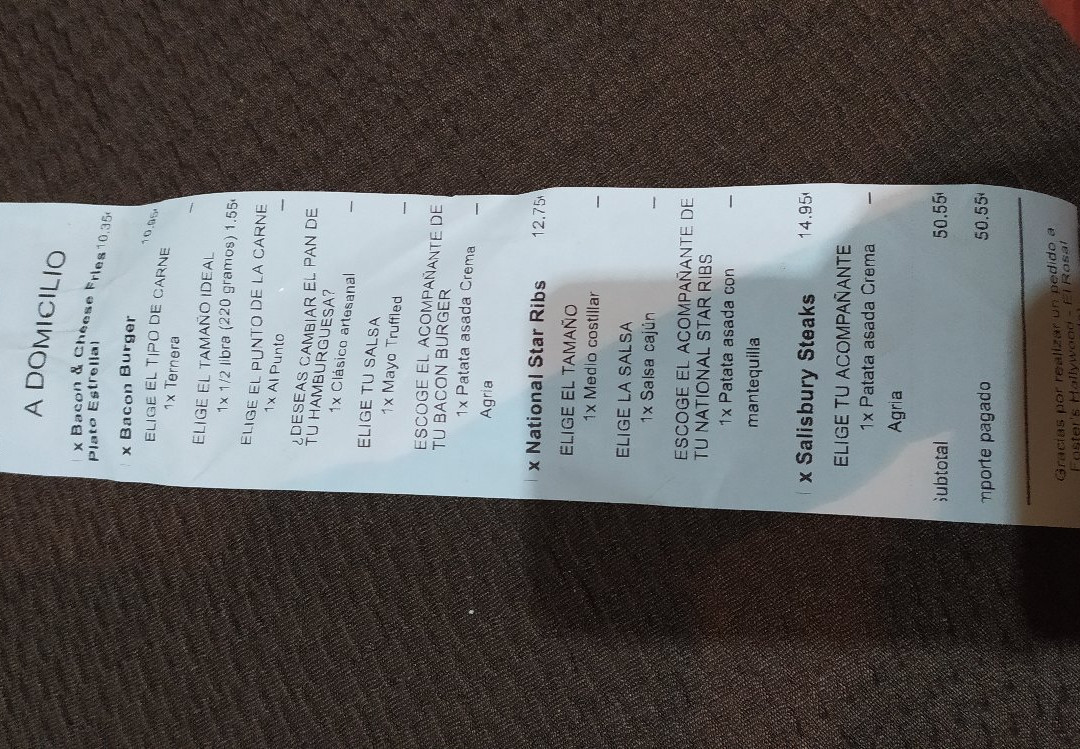 A DOMICILIO
x Bacon & Cheese Fries 10.35
Plato Estrella!
x Bacon Burger 10.95
ELIGE EL TIPO DE CARNE
1x Ternera —
ELIGE EL TAMAÑO IDEAL
1x 1/2 libra (220 gramos) 1.55
ELIGE EL PUNTO DE LA CARNE
1x Al Punto —
¿DESEAS CAMBIAR EL PAN DE
TU HAMBURGUESA?
1x Clásico artesanal —
ELIGE TU SALSA
1x Mayo Truffled —
ESCOGE EL ACOMPAÑANTE DE
TU BACON BURGER
1x Patata asada Crema —
Agria
x National Star Ribs 12.75
ELIGE EL TAMAÑO
1x Medio costillar —
ELIGE LA SALSA
1x Salsa cajún —
ESCOGE EL ACOMPAÑANTE DE
TU NATIONAL STAR RIBS
1x Patata asada con —
mantequilla
x Salisbury Steaks 14.95
ELIGE TU ACOMPAÑANTE
1x Patata asada Crema —
Agria
ubtotal 50.55
mporte pagado 50.55
Gracias por realizar un pedido a
Foster's Hollywood - El Rosal